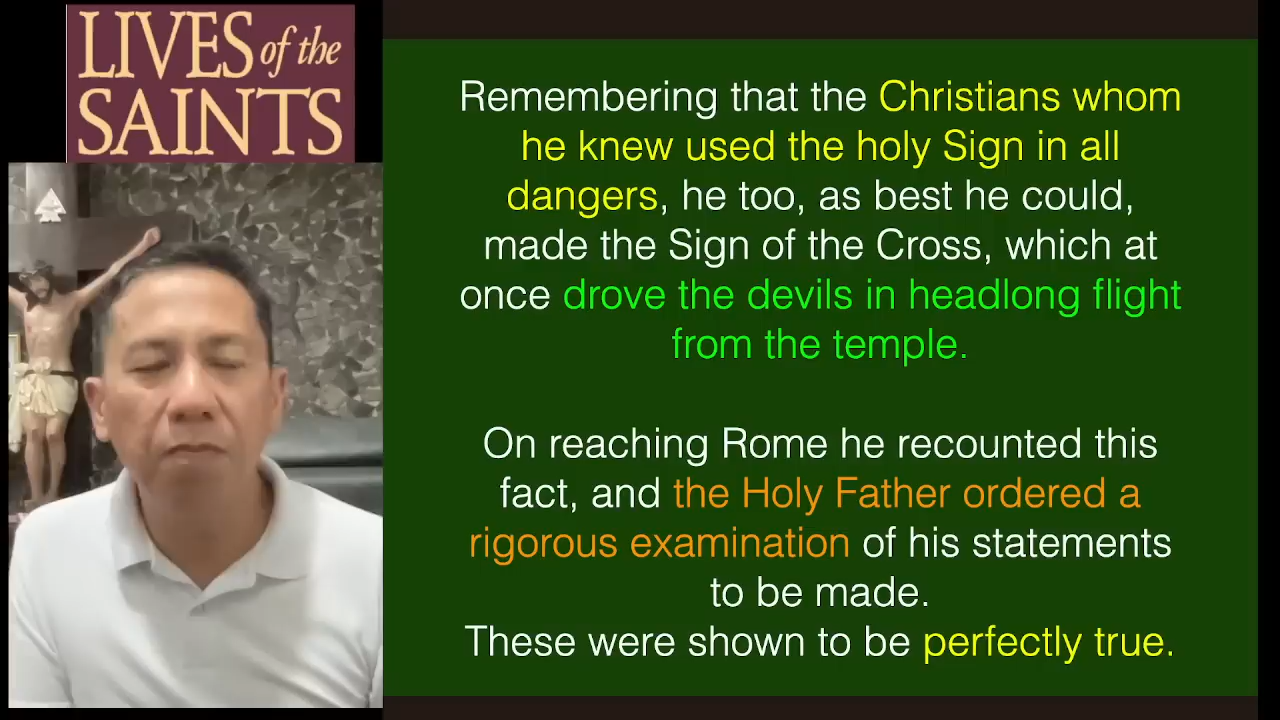 LIVES of the
SAINTS
Remembering that the Christians whom
he knew used the holy Sign in all
dangers, he too, as best he could,
made the Sign of the Cross, which at
once drove the devils in headlong flight
from the temple.
On reaching Rome he recounted this
fact, and the Holy Father ordered a
rigorous examination of his statements
to be made.
These were shown to be perfectly true.